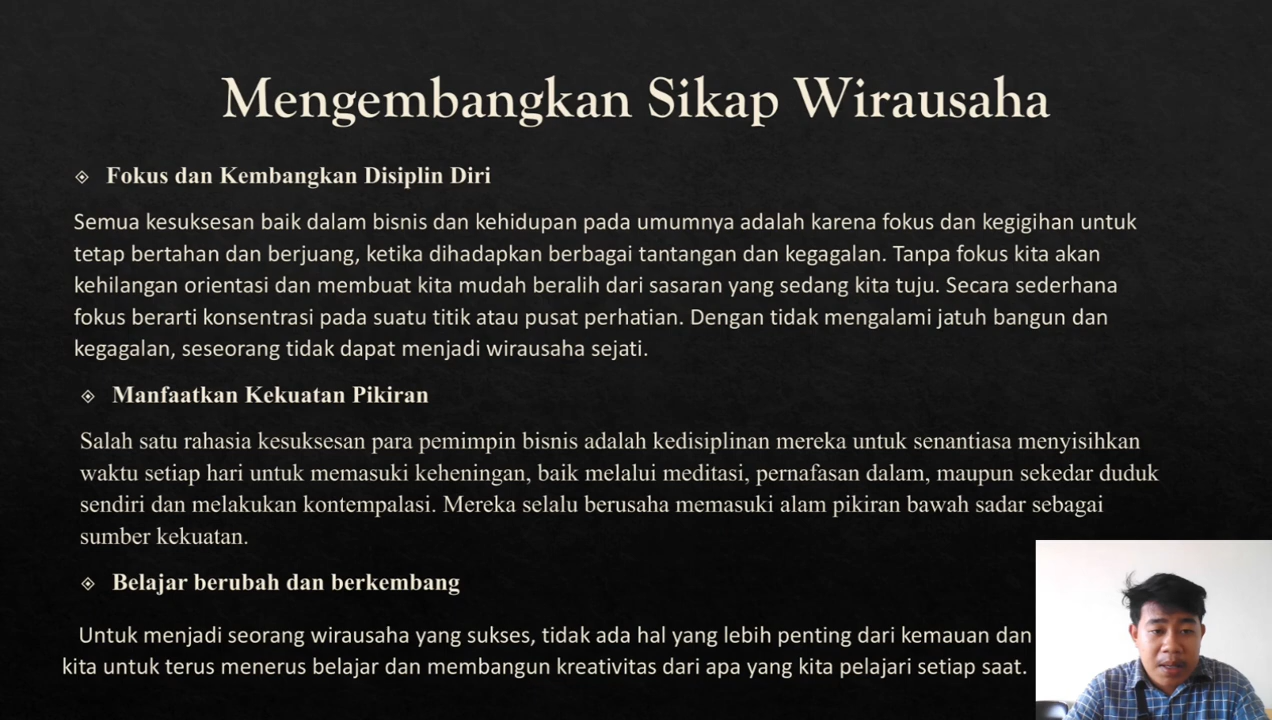 Mengembangkan Sikap Wirausaha
Fokus dan Kembangkan Disiplin Diri
Semua kesuksesan baik dalam bisnis dan kehidupan pada umumnya adalah karena fokus dan kegigihan untuk
tetap bertahan dan berjuang, ketika dihadapkan berbagai tantangan dan kegagalan. Tanpa fokus kita akan
kehilangan orientasi dan membuat kita mudah beralih dari sasaran yang sedang kita tuju. Secara sederhana
fokus berarti konsentrasi pada suatu titik atau pusat perhatian. Dengan tidak mengalami jatuh bangun dan
kegagalan, seseorang tidak dapat menjadi wirausaha sejati.
Manfaatkan Kekuatan Pikiran
Salah satu rahasia kesuksesan para pemimpin bisnis adalah kedisiplinan mereka untuk senantiasa menyisihkan
waktu setiap hari untuk memasuki keheningan, baik melalui meditasi, pernafasan dalam, maupun sekedar duduk
sendiri dan melakukan kontempalasi. Mereka selalu berusaha memasuki alam pikiran bawah sadar sebagai
sumber kekuatan.
Belajar berubah dan berkembang
Untuk menjadi seorang wirausaha yang sukses, tidak ada hal yang lebih penting dari kemauan dan
kita untuk terus menerus belajar dan membangun kreativitas dari apa yang kita pelajari setiap saat.